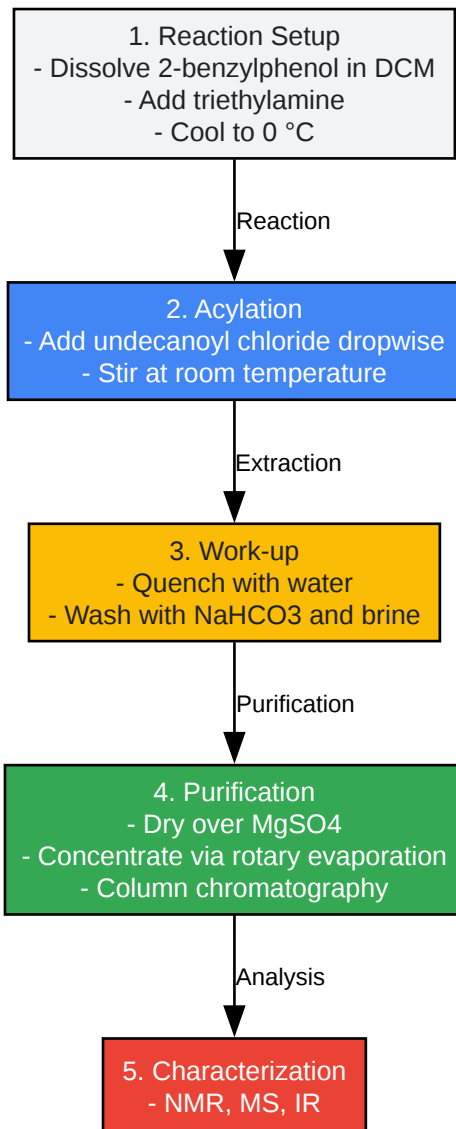 1. Reaction Setup
- Dissolve 2-benzylphenol in DCM
- Add triethylamine
- Cool to 0 °C
Reaction
2. Acylation
- Add undecanoyl chloride dropwise
- Stir at room temperature
Extraction
3. Work-up
- Quench with water
- Wash with NaHCO3 and brine
Purification
4. Purification
- Dry over MgSO4
- Concentrate via rotary evaporation
- Column chromatography
Analysis
5. Characterization
- NMR, MS, IR